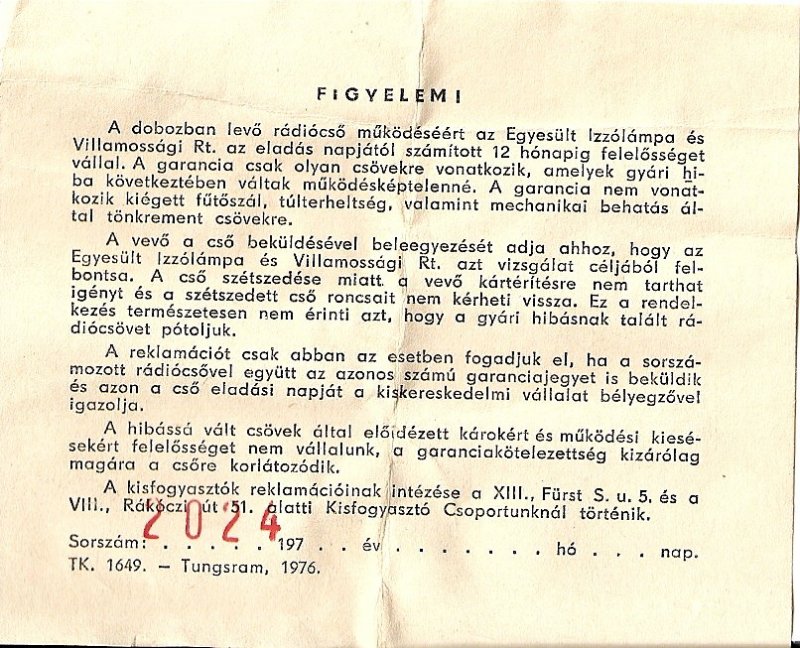 FIGYELEM!
A dobozban levő rádiócső működéséért az Egyesült Izzólámpa és
Villamossági Rt. az eladás napjától számított 12 hónapig felelősséget
vállal. A garancia csak olyan csövekre vonatkozik, amelyek gyári hi-
ba következtében váltak működésképtelenné. A garancia nem vonat-
kozik kiégett fűtőszál, túlterheltség, valamint mechanikai behatás ál-
tal tönkrement csövekre.
A vevő a cső beküldésével beleegyezését adja ahhoz, hogy az
Egyesült Izzólámpa és Villamossági Rt. azt vizsgálat céljából fel-
bontsa. A cső szétszedése miatt a vevő kártérítésre nem tarthat
igényt és a szétszedett cső roncsait nem kérheti vissza. Ez a rendel-
kezés természetesen nem érinti azt, hogy a gyári hibásnak talált rá-
diócsövet pótoljuk.
A reklamációt csak abban az esetben fogadjuk el, ha a sorszá-
mozott rádiócsővel együtt az azonos számú garanciajegyet is beküldik
és azon a cső eladási napját a kiskereskedelmi vállalat bélyegzővel
igazolja.
A hibássá vált csövek által előidézett károkért és működési kiesé-
sekért felelősséget nem vállalunk, a garanciakötelezettség kizárólag
magára a csőre korlátozódik.
A kisfogyasztók reklamációinak intézése a XIII., Fürst S. u. 5. és a
VIII., Rákóczi út 51. alatti Kisfogyasztó Csoportunknál történik.
2024
Sorszám: . . . . . 197 . . év . . . . . . . hó . . . nap.
TK. 1649. — Tungsram, 1976.